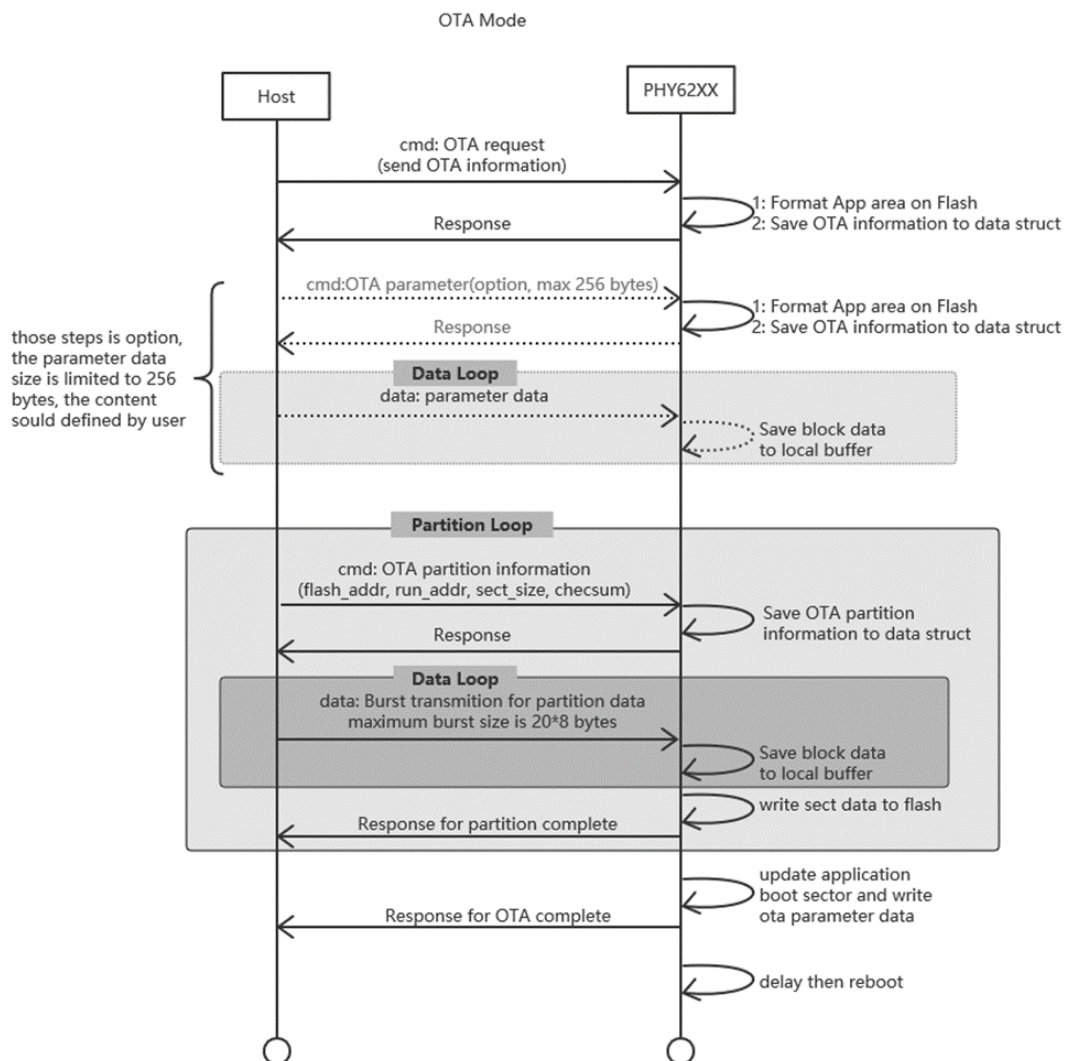 OTA Mode
Host
PHY62XX
cmd: OTA request
(send OTA information)
1: Format App area on Flash
2: Save OTA information to data struct
Response
cmd:OTA parameter(option, max 256 bytes)
1: Format App area on Flash
2: Save OTA information to data struct
Response
those steps is option,
the parameter data
size is limited to 256
bytes, the content
sould defined by user
Data Loop
data: parameter data
Save block data
to local buffer
Partition Loop
cmd: OTA partition information
(flash_addr, run_addr, sect_size, checsum)
Save OTA partition
information to data struct
Response
Data Loop
data: Burst transmition for partition data
maximum burst size is 20*8 bytes
Save block data
to local buffer
write sect data to flash
Response for partition complete
update application
boot sector and write
ota parameter data
Response for OTA complete
delay then reboot